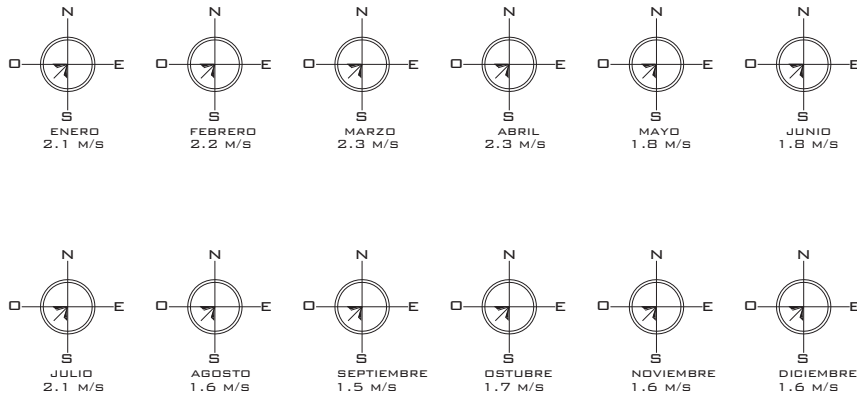 N N N N N N
O E O E O E O E O E O E
S S S S S S
ENERO FEBRERO MARZO ABRIL MAYO JUNIO
2.1 M/S 2.2 M/S 2.3 M/S 2.3 M/S 1.8 M/S 1.8 M/S
N N N N N N
O E O E O E O E O E O E
S S S S S S
JULIO AGOSTO SEPTIEMBRE OSTUBRE NOVIEMBRE DICIEMBRE
2.1 M/S 1.6 M/S 1.5 M/S 1.7 M/S 1.6 M/S 1.6 M/S